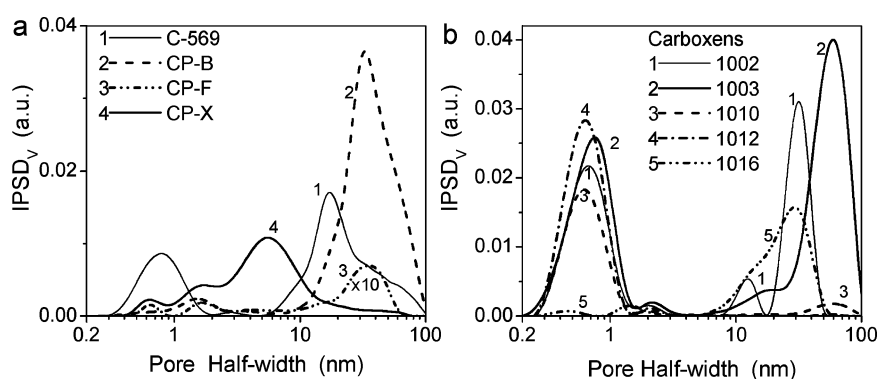 a
IPSD_V (a.u.)
0.04
0.02
0.00
0.2
1
10
100
Pore Half-width (nm)
1 C-569
2 CP-B
3 CP-F
4 CP-X
1
2
3
x10
4
b
IPSD_V (a.u.)
0.04
0.03
0.02
0.01
0.00
0.2
1
10
100
Pore Half-width (nm)
Carboxens
1 1002
2 1003
3 1010
4 1012
5 1016
4
2
1
3
5
1
2
5
1
3